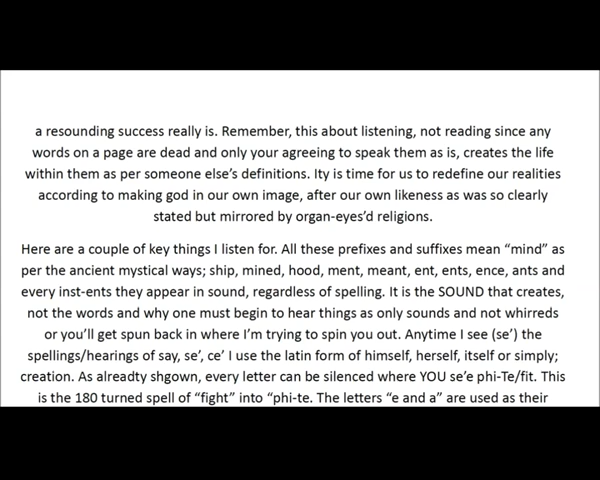 a resounding success really is. Remember, this about listening, not reading since any
words on a page are dead and only your agreeing to speak them as is, creates the life
within them as per someone else’s definitions. Ity is time for us to redefine our realities
according to making god in our own image, after our own likeness as was so clearly
stated but mirrored by organ-eyes’d religions.
Here are a couple of key things I listen for. All these prefixes and suffixes mean “mind” as
per the ancient mystical ways; ship, mined, hood, ment, meant, ent, ents, ence, ants and
every inst-ents they appear in sound, regardless of spelling. It is the SOUND that creates,
not the words and why one must begin to hear things as only sounds and not whirreds
or you’ll get spun back in where I’m trying to spin you out. Anytime I see (se’) the
spellings/hearings of say, se’, ce’ I use the latin form of himself, herself, itself or simply;
creation. As alreadty shgown, every letter can be silenced where YOU se’e phi-Te/fit. This
is the 180 turned spell of “fight” into “phi-te. The letters “e and a” are used as their